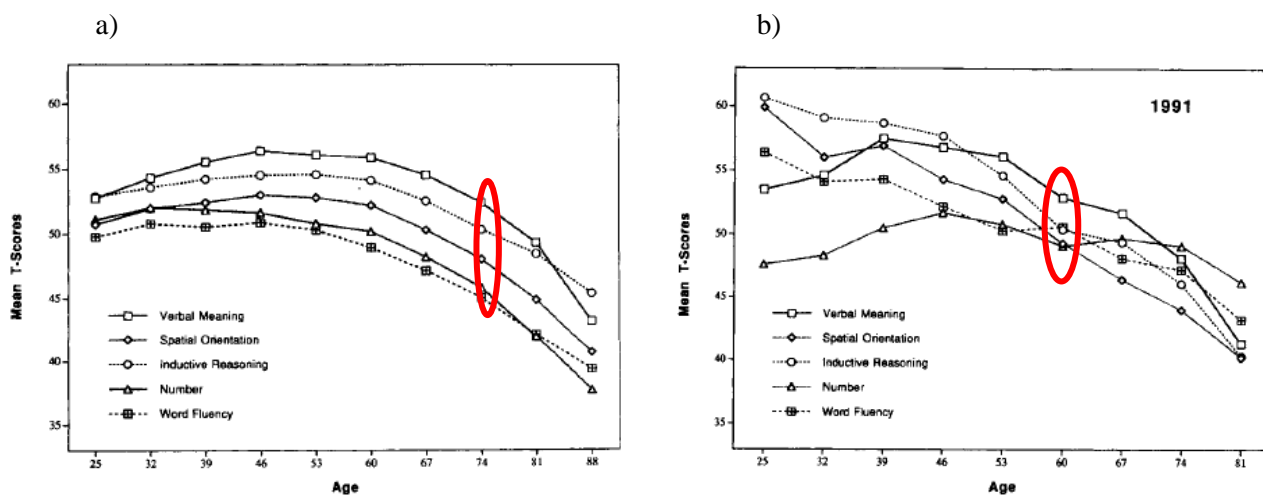 a)
60
55
50
45
40
35
Mean T-Scores
Verbal Meaning
Spatial Orientation
Inductive Reasoning
Number
Word Fluency
25 32 39 46 53 60 67 74 81 88
Age
b)
1991
60
55
50
45
40
35
Mean T-Scores
Verbal Meaning
Spatial Orientation
Inductive Reasoning
Number
Word Fluency
25 32 39 46 53 60 67 74 81
Age